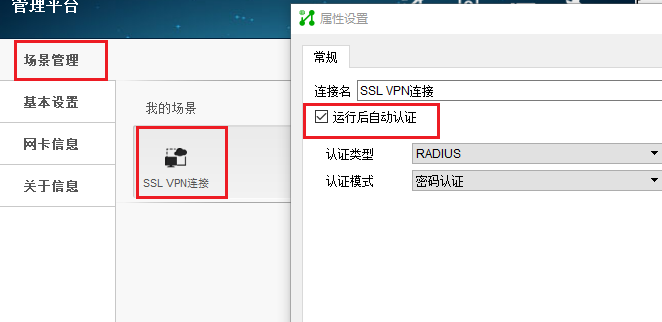 管理平台
场景管理
基本设置
网卡信息
关于信息
我的场景
SSL VPN连接
属性设置
常规
连接名 SSL VPN连接
运行后自动认证
认证类型 RADIUS
认证模式 密码认证